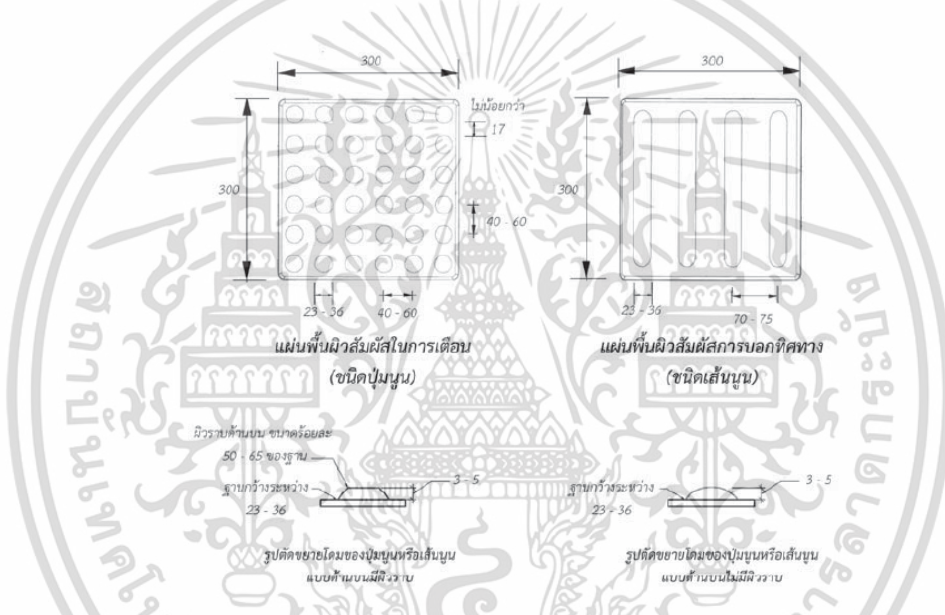 300
300
ไม่น้อยกว่า
17
300
300
40 - 60
23 - 36
40 - 60
23 - 36
70 - 75
แผ่นพื้นผิวสัมผัสในการเตือน
(ชนิดปุ่มนูน)
แผ่นพื้นผิวสัมผัสการบอกทิศทาง
(ชนิดเส้นนูน)
ผิวราบด้านบน ขนาดร้อยละ
50 - 65 ของฐาน
ฐานกว้างระหว่าง
23 - 36
3 - 5
ฐานกว้างระหว่าง
23 - 36
3 - 5
รูปตัดขยายโดมของปุ่มนูนหรือเส้นนูน
แบบด้านบนมีผิวราบ
รูปตัดขยายโดมของปุ่มนูนหรือเส้นนูน
แบบด้านบนไม่มีผิวราบ